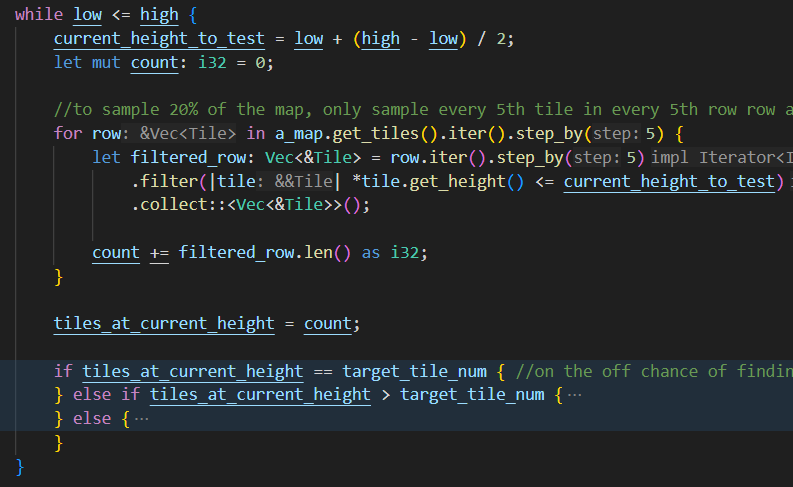 while low <= high {
current_height_to_test = low + (high - low) / 2;
let mut count: i32 = 0;
//to sample 20% of the map, only sample every 5th tile in every 5th row row a
for row: &Vec<Tile> in a_map.get_tiles().iter().step_by(step: 5) {
let filtered_row: Vec<&Tile> = row.iter().step_by(step: 5) impl Iterator<I
.filter(|tile: &&Tile| *tile.get_height() <= current_height_to_test)
.collect::<Vec<&Tile>>();
count += filtered_row.len() as i32;
}
tiles_at_current_height = count;
if tiles_at_current_height == target_tile_num { //on the off chance of findin
} else if tiles_at_current_height > target_tile_num {⋯
} else {⋯
}
}